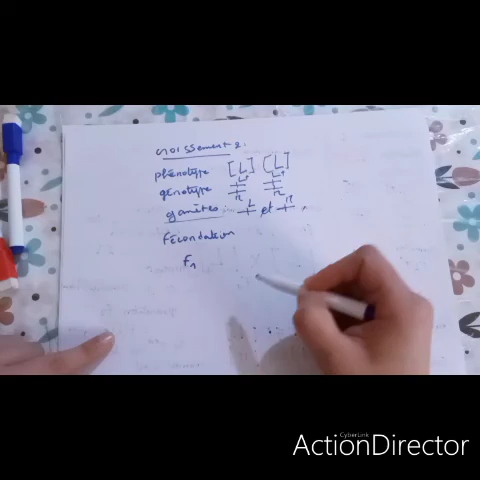 croissement 2:
phénotype [L] [L]
génotype L r L r
gamètes: L et r,
fécondation
F1
CyberLink
ActionDirector